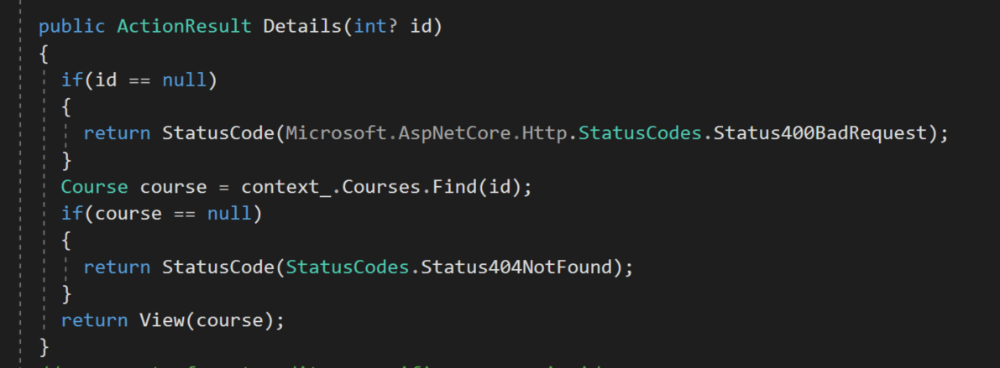 public ActionResult Details(int? id)
{
if(id == null)
{
return StatusCode(Microsoft.AspNetCore.Http.StatusCodes.Status400BadRequest);
}
Course course = context_.Courses.Find(id);
if(course == null)
{
return StatusCode(StatusCodes.Status404NotFound);
}
return View(course);
}